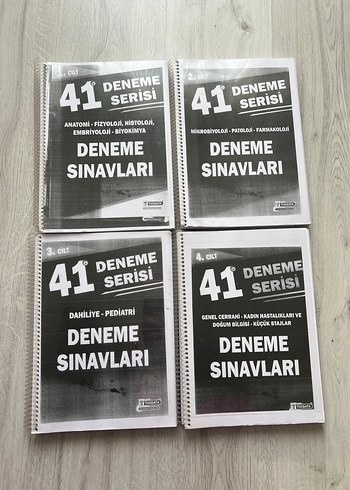 1. CİLT
41 DENEME
SERİSİ
ANATOMİ - FİZYOLOJİ, HİSTOLOJİ,
EMBRİYOLOJİ - BİYOKİMYA
DENEME
SINAVLARI
2. CİLT
41 DENEME
SERİSİ
MİKROBİYOLOJİ - PATOLOJİ - FARMAKOLOJİ
DENEME
SINAVLARI
3. CİLT
41 DENEME
SERİSİ
DAHİLİYE - PEDİATRİ
DENEME
SINAVLARI
4. CİLT
41 DENEME
SERİSİ
GENEL CERRAHİ - KADIN HASTALIKLARI VE
DOĞUM BİLGİSİ - KÜÇÜK STAJLAR
DENEME
SINAVLARI